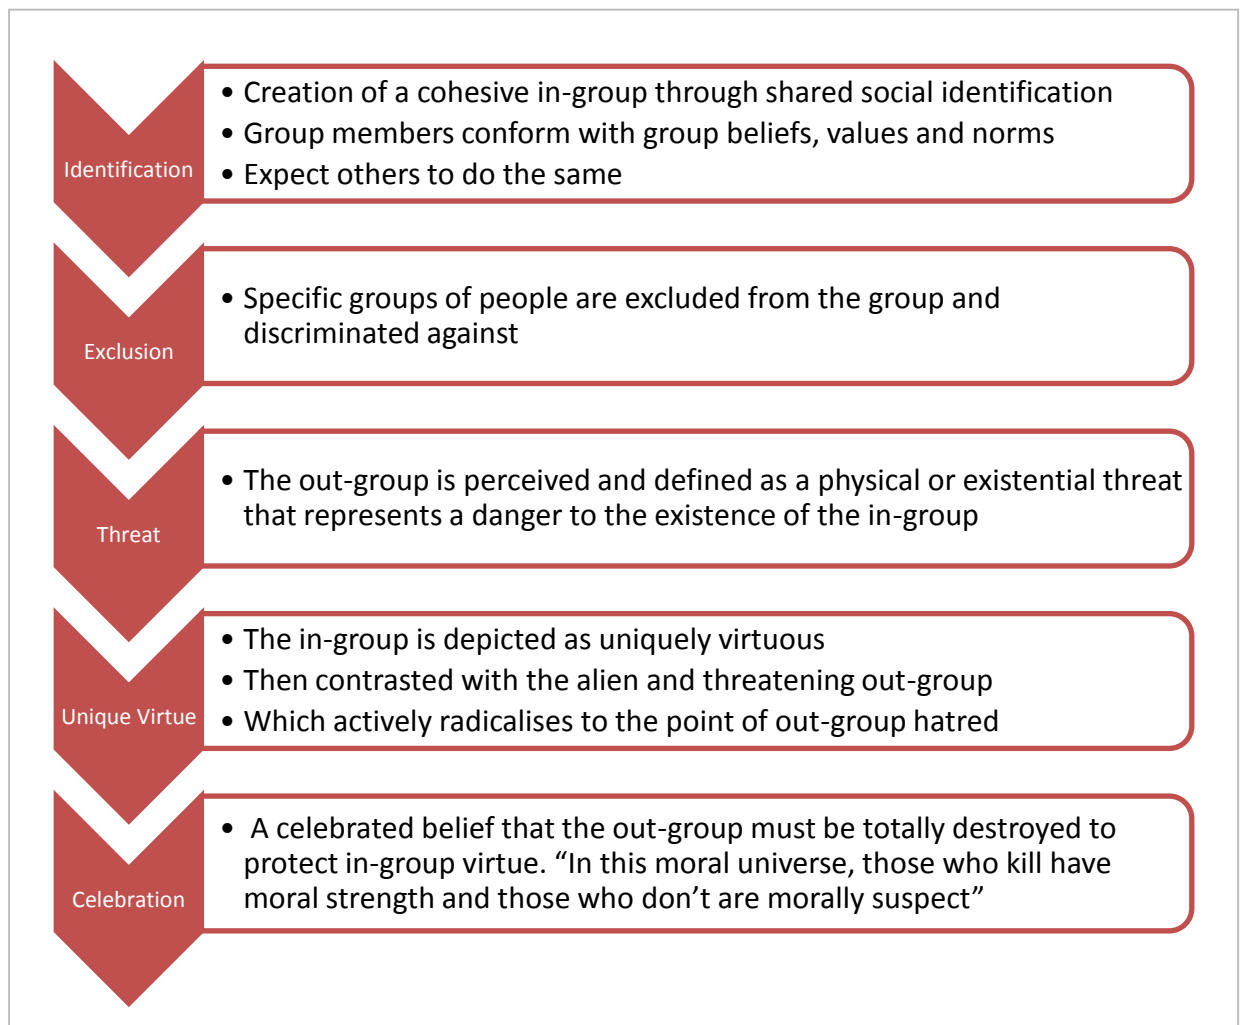 Identification
• Creation of a cohesive in-group through shared social identification
• Group members conform with group beliefs, values and norms
• Expect others to do the same
Exclusion
• Specific groups of people are excluded from the group and
discriminated against
Threat
• The out-group is perceived and defined as a physical or existential threat
that represents a danger to the existence of the in-group
Unique Virtue
• The in-group is depicted as uniquely virtuous
• Then contrasted with the alien and threatening out-group
• Which actively radicalises to the point of out-group hatred
Celebration
• A celebrated belief that the out-group must be totally destroyed to
protect in-group virtue. “In this moral universe, those who kill have
moral strength and those who don’t are morally suspect”